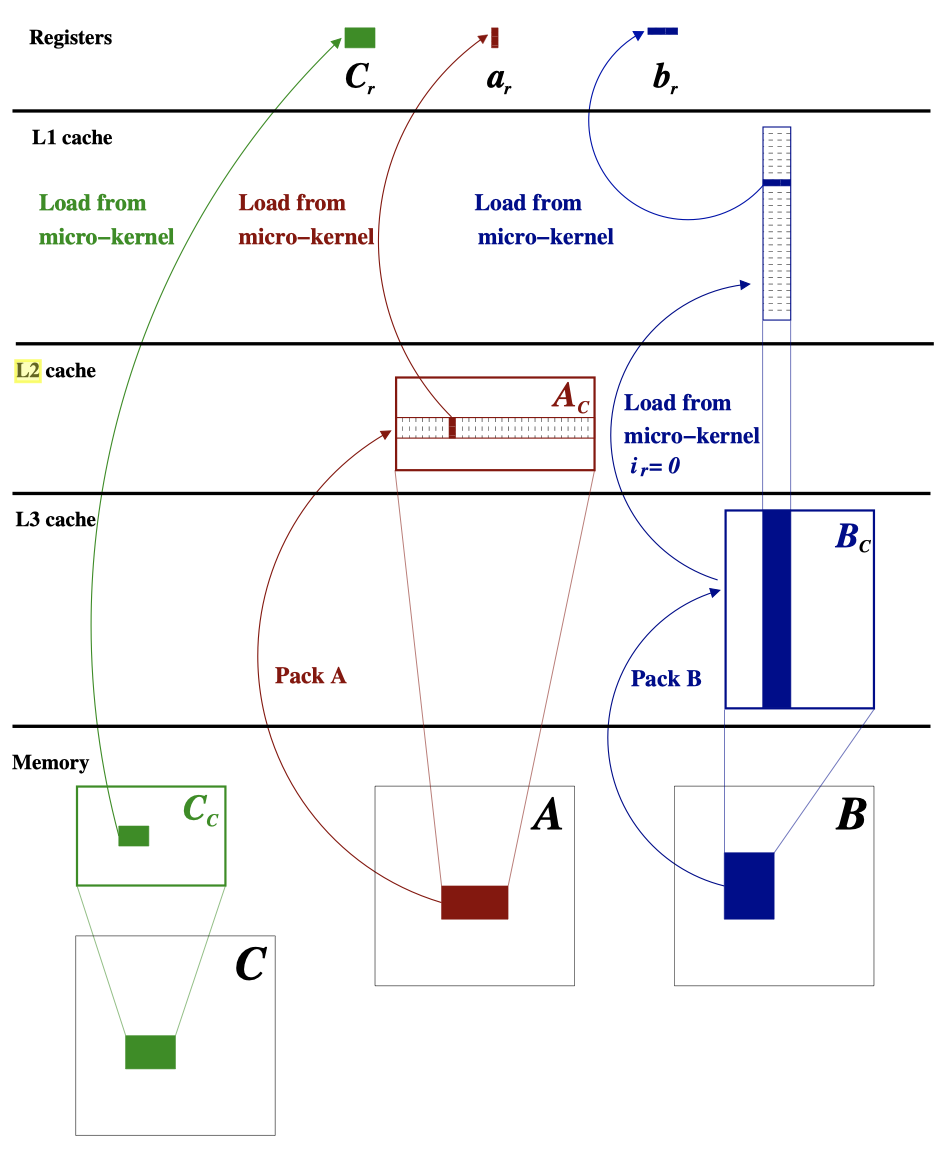 Registers
C_r
a_r
b_r
L1 cache
Load from
micro−kernel
Load from
micro−kernel
Load from
micro−kernel
L2 cache
A_C
Load from
micro−kernel
i_r= 0
L3 cache
B_C
Pack A
Pack B
Memory
C_C
A
B
C